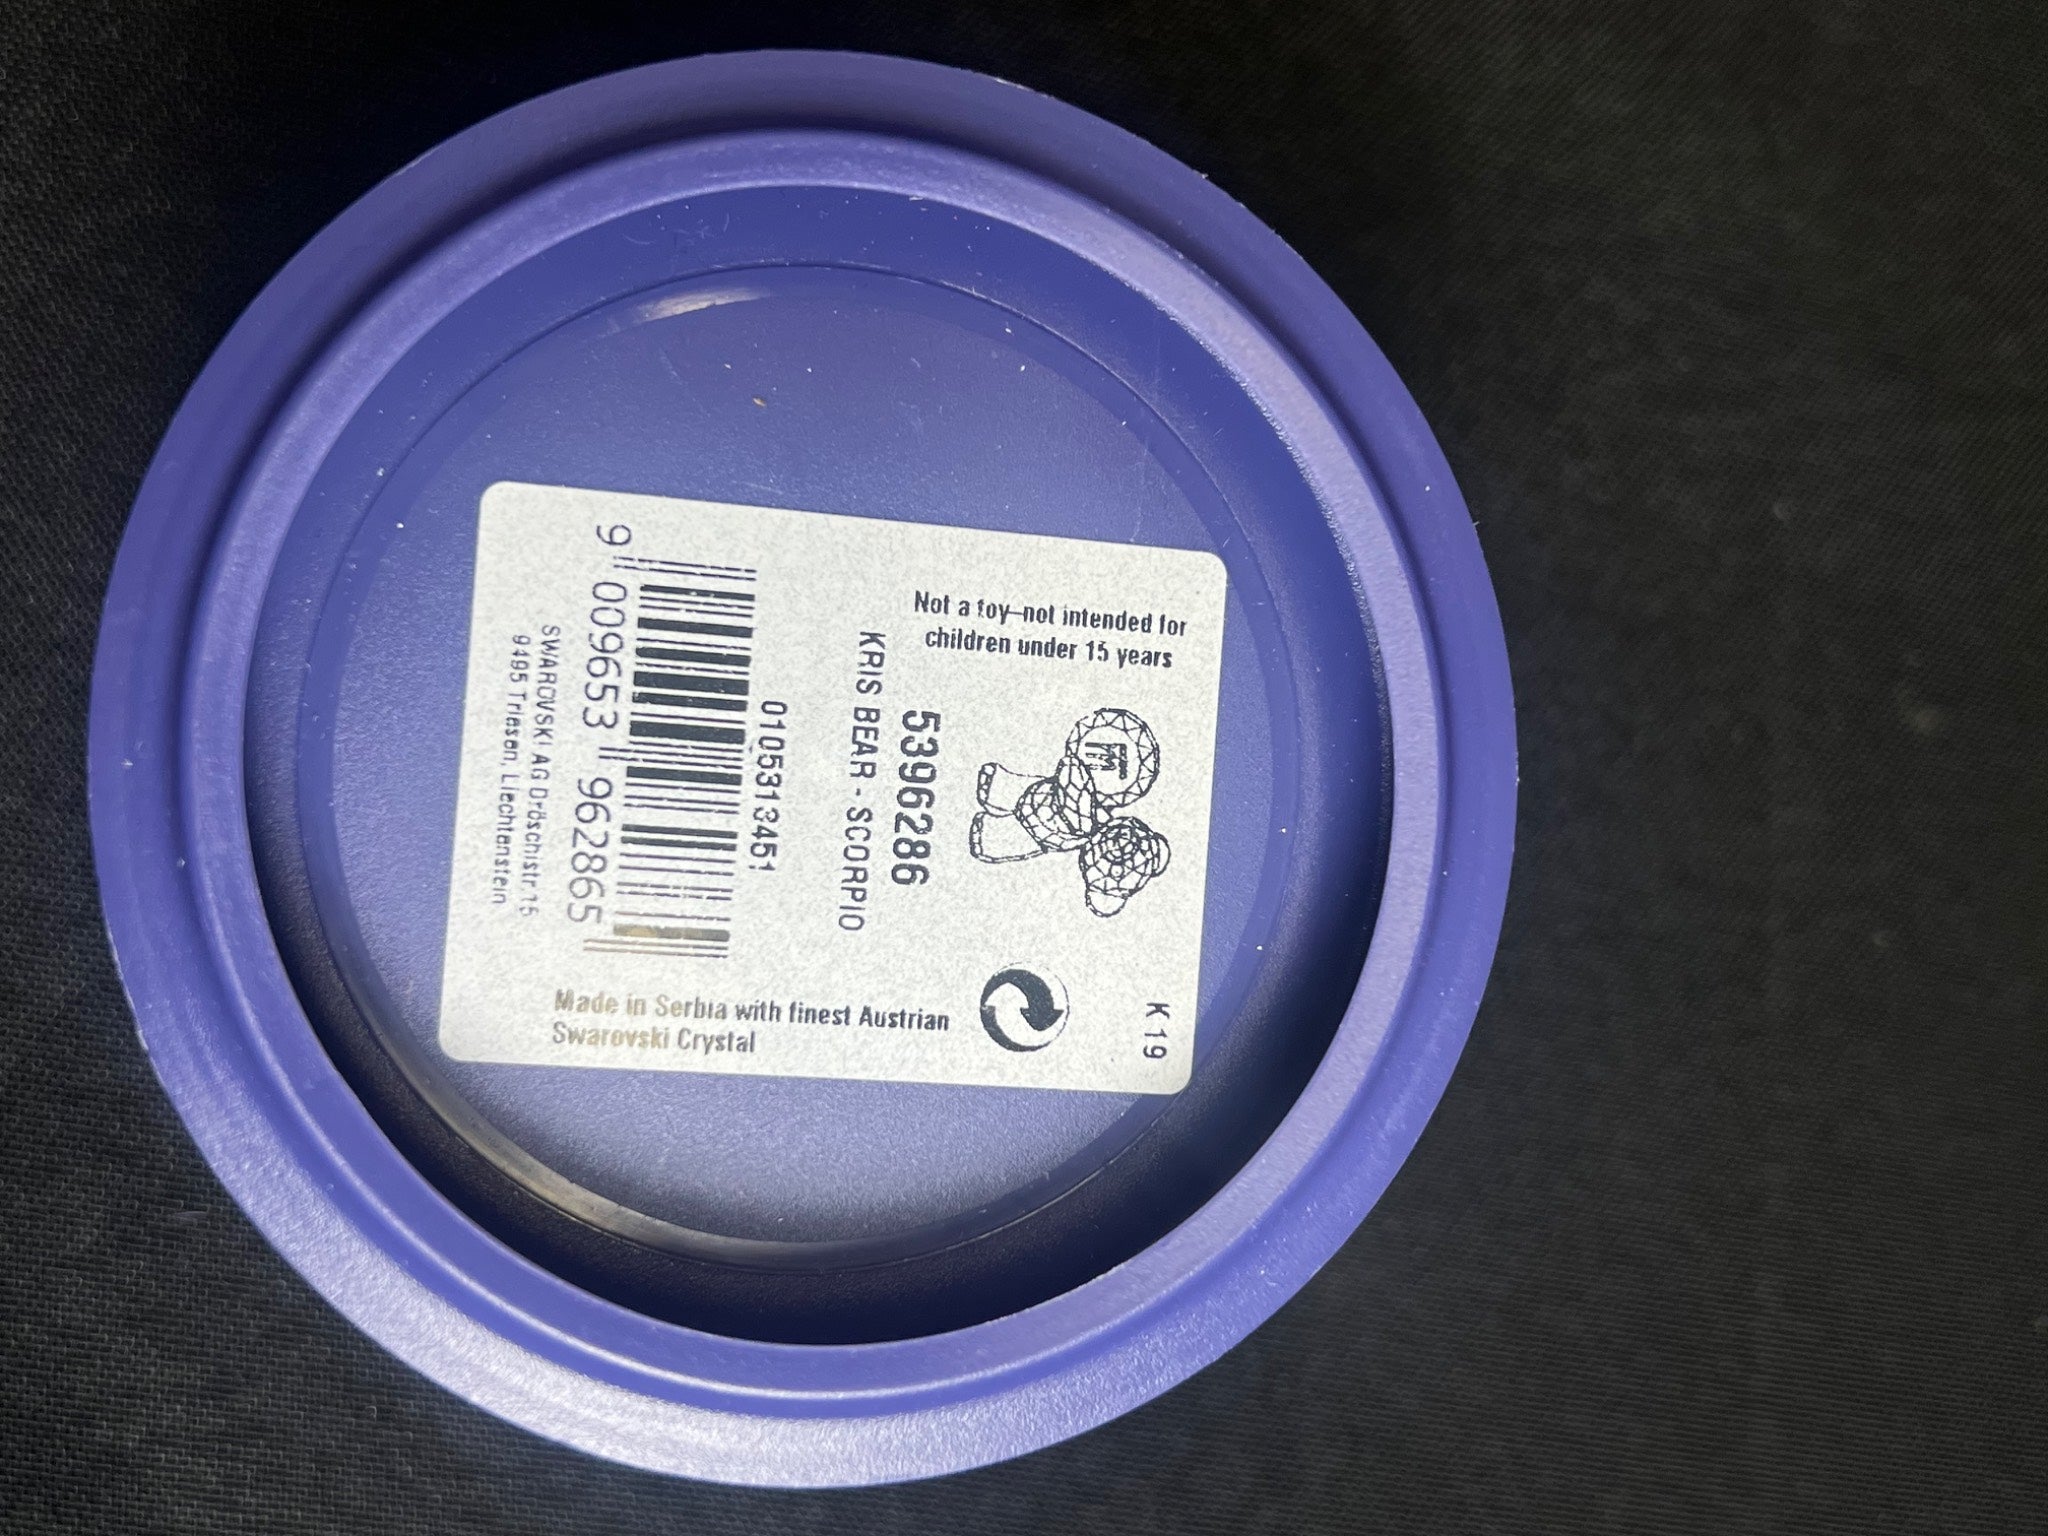 Not a toy–not intended for
children under 15 years
5396286
KRIS BEAR - SCORPIO
0105313451
9 009653 962865
SWAROVSKI AG Dröschistr.15
9495 Triesen, Liechtenstein
K 19
Made in Serbia with finest Austrian
Swarovski Crystal